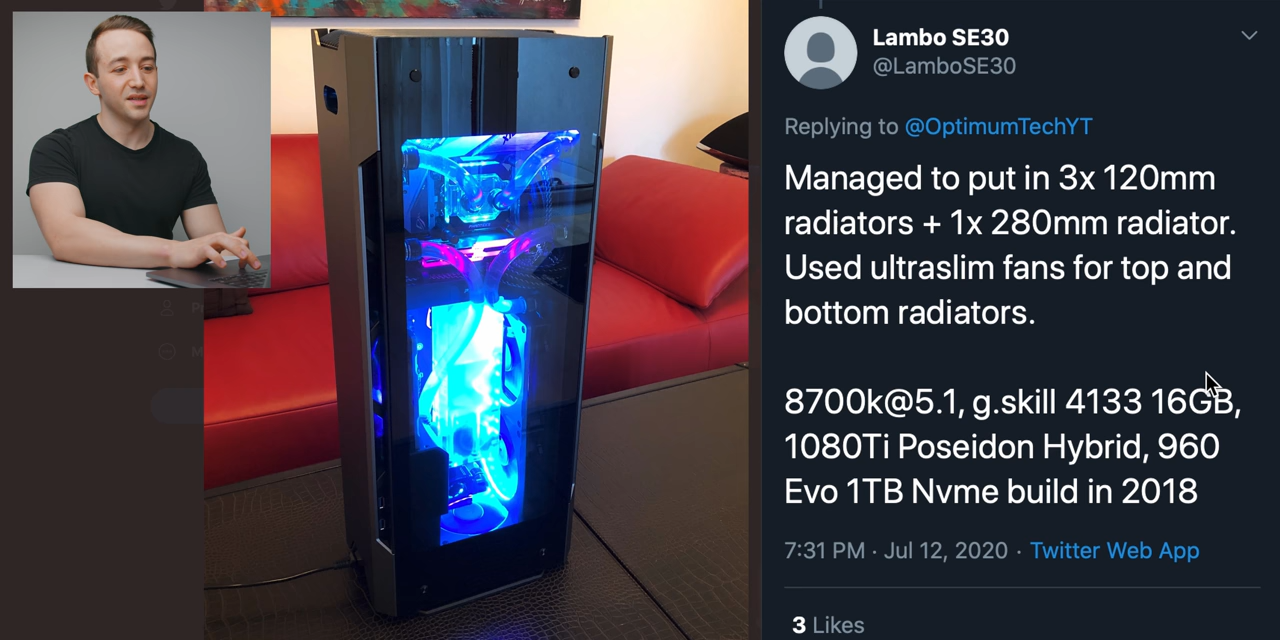 Lambo SE30
@LamboSE30
Replying to @OptimumTechYT
Managed to put in 3x 120mm
radiators + 1x 280mm radiator.
Used ultraslim fans for top and
bottom radiators.
8700k@5.1, g.skill 4133 16GB,
1080Ti Poseidon Hybrid, 960
Evo 1TB Nvme build in 2018
7:31 PM · Jul 12, 2020 · Twitter Web App
3 Likes